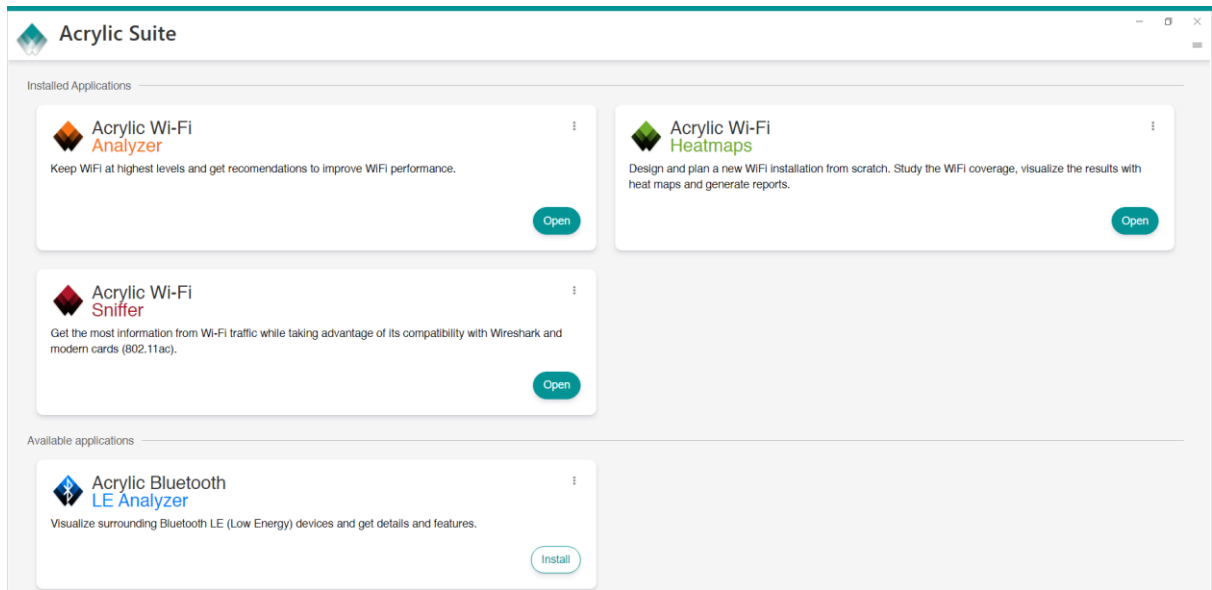 Acrylic Suite
Installed Applications
Acrylic Wi-Fi
Analyzer
Keep WiFi at highest levels and get recomendations to improve WiFi performance.
Open
Acrylic Wi-Fi
Heatmaps
Design and plan a new WiFi installation from scratch. Study the WiFi coverage, visualize the results with
heat maps and generate reports.
Open
Acrylic Wi-Fi
Sniffer
Get the most information from Wi-Fi traffic while taking advantage of its compatibility with Wireshark and
modern cards (802.11ac).
Open
Available applications
Acrylic Bluetooth
LE Analyzer
Visualize surrounding Bluetooth LE (Low Energy) devices and get details and features.
Install